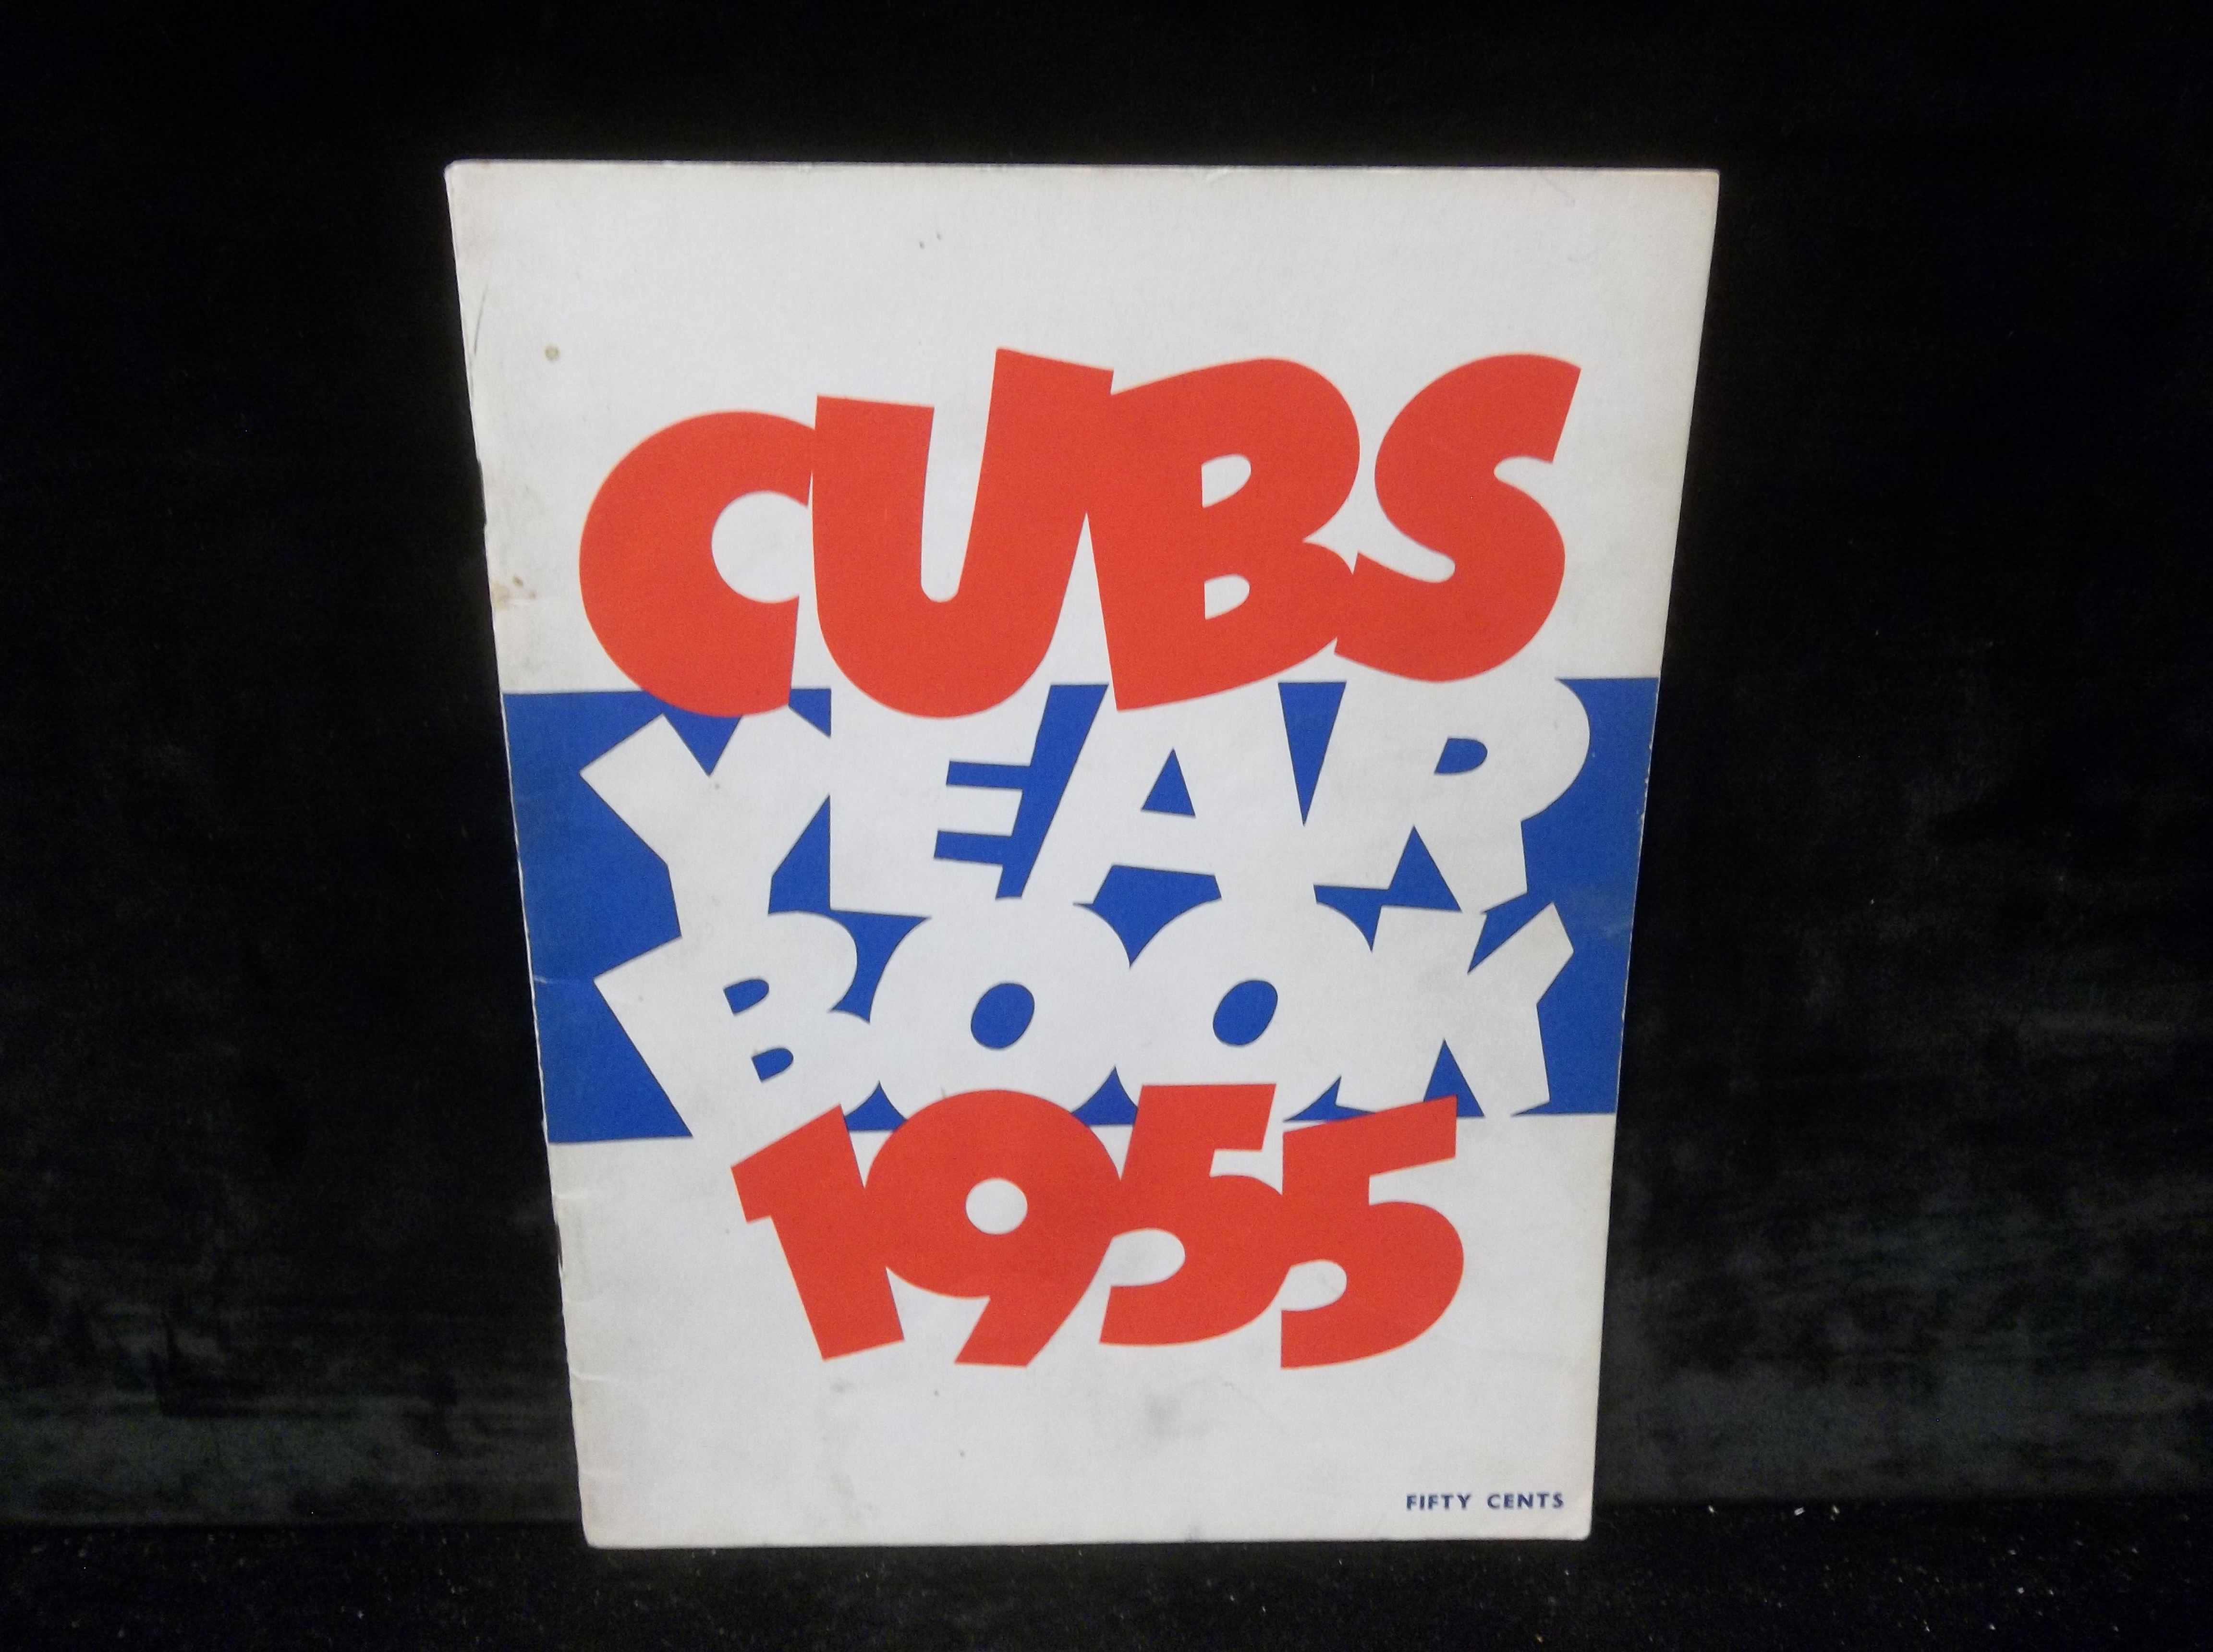 CUBS
YEAR
BOOK
1955
FIFTY CENTS